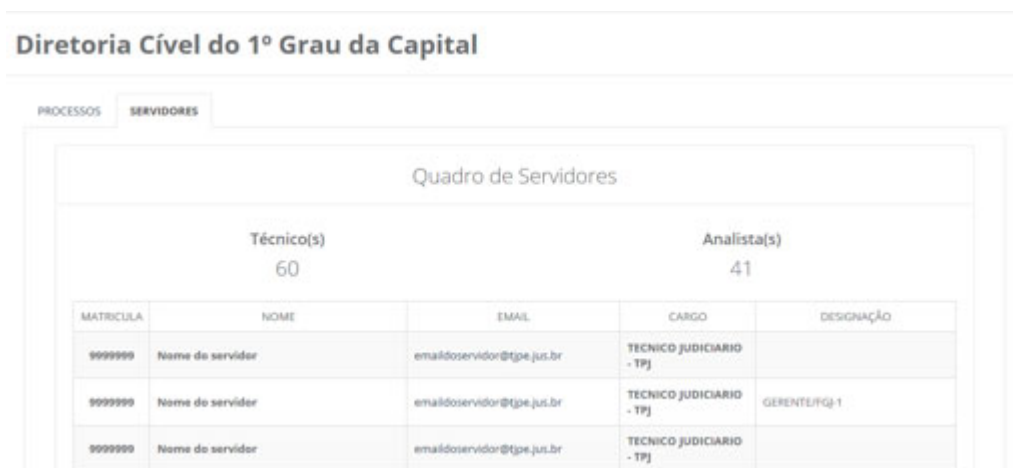 Diretoria Cível do 1º Grau da Capital
PROCESSOS SERVIDORES
Quadro de Servidores
Técnico(s) Analista(s)
60 41
MATRICULA NOME EMAIL CARGO DESIGNAÇÃO
9999999 Nome do servidor emaildoservidor@tjpe.jus.br TECNICO JUDICIARIO
- TPJ
9999999 Nome do servidor emaildoservidor@tjpe.jus.br TECNICO JUDICIARIO GERENTE/FGJ-1
- TPJ
9999999 Nome do servidor emaildoservidor@tjpe.jus.br TECNICO JUDICIARIO
- TPJ